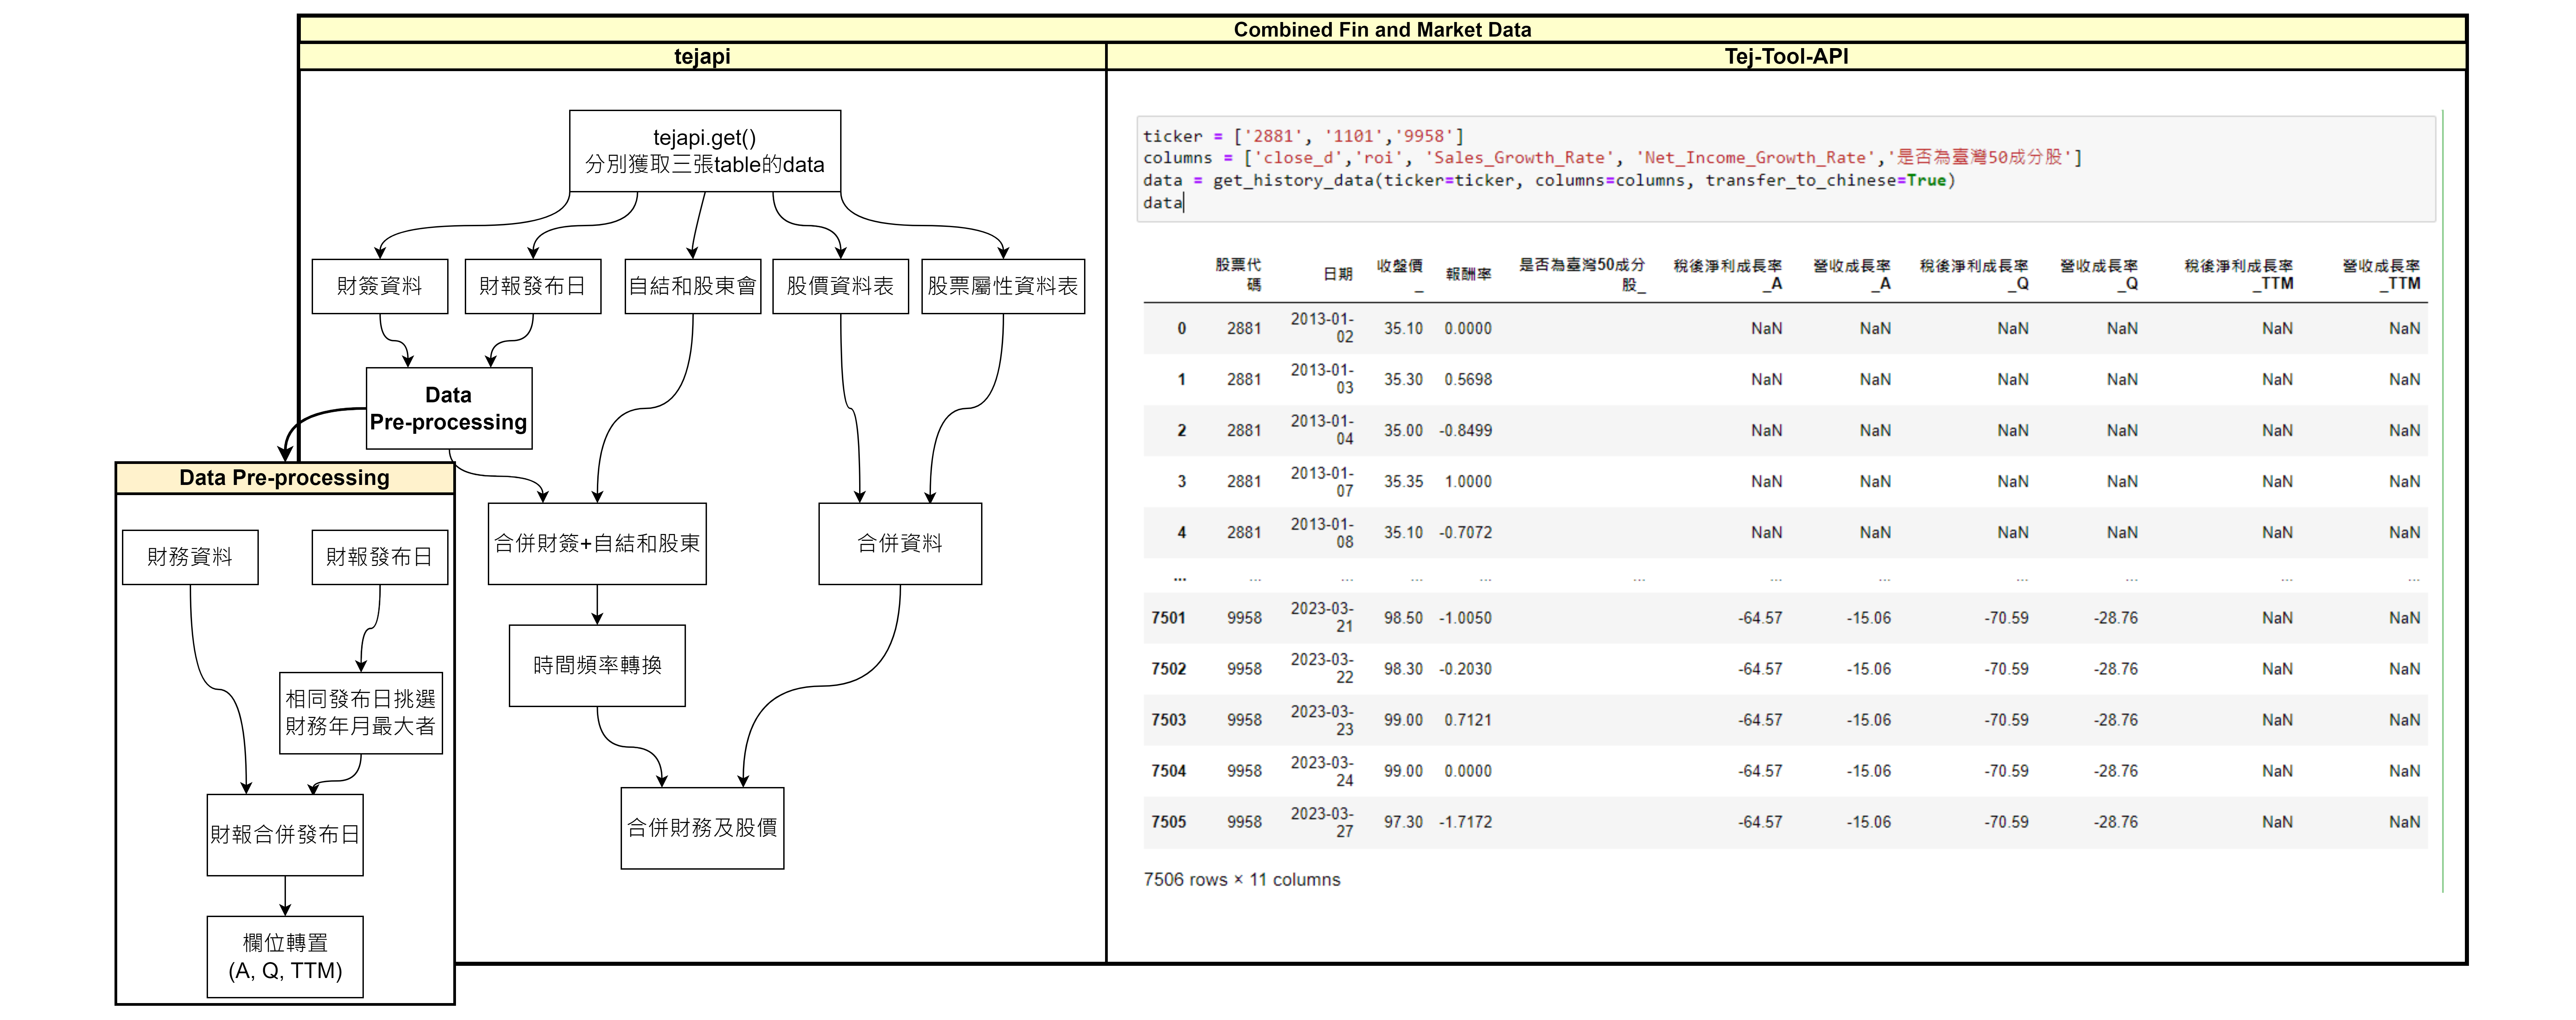 Combined Fin and Market Data
tejapi
Tej-Tool-API
tejapi.get()
分別獲取三張table的data
財簽資料
財報發布日
自結和股東會
股價資料表
股票屬性資料表
Data
Pre-processing
Data Pre-processing
財務資料
財報發布日
相同發布日挑選
財務年月最大者
財報合併發布日
欄位轉置
(A, Q, TTM)
合併財簽+自結和股東
合併資料
時間頻率轉換
合併財務及股價
ticker = ['2881', '1101','9958']
columns = ['close_d','roi', 'Sales_Growth_Rate', 'Net_Income_Growth_Rate','是否為臺灣50成分股']
data = get_history_data(ticker=ticker, columns=columns, transfer_to_chinese=True)
data
股票代 日期 收盤價 報酬率 是否為臺灣50成分 稅後淨利成長率 營收成長率 稅後淨利成長率 營收成長率 稅後淨利成長率 營收成長率
碼 _ 股_ _A _A _Q _Q _TTM _TTM
0 2881 2013-01- 35.10 0.0000 NaN NaN NaN NaN NaN NaN
02
1 2881 2013-01- 35.30 0.5698 NaN NaN NaN NaN NaN NaN
03
2 2881 2013-01- 35.00 -0.8499 NaN NaN NaN NaN NaN NaN
04
3 2881 2013-01- 35.35 1.0000 NaN NaN NaN NaN NaN NaN
07
4 2881 2013-01- 35.10 -0.7072 NaN NaN NaN NaN NaN NaN
08
... ... ... ... ... ... ... ... ... ... ... ...
7501 9958 2023-03- 98.50 -1.0050 -64.57 -15.06 -70.59 -28.76 NaN NaN
21
7502 9958 2023-03- 98.30 -0.2030 -64.57 -15.06 -70.59 -28.76 NaN NaN
22
7503 9958 2023-03- 99.00 0.7121 -64.57 -15.06 -70.59 -28.76 NaN NaN
23
7504 9958 2023-03- 99.00 0.0000 -64.57 -15.06 -70.59 -28.76 NaN NaN
24
7505 9958 2023-03- 97.30 -1.7172 -64.57 -15.06 -70.59 -28.76 NaN NaN
27
7506 rows × 11 columns